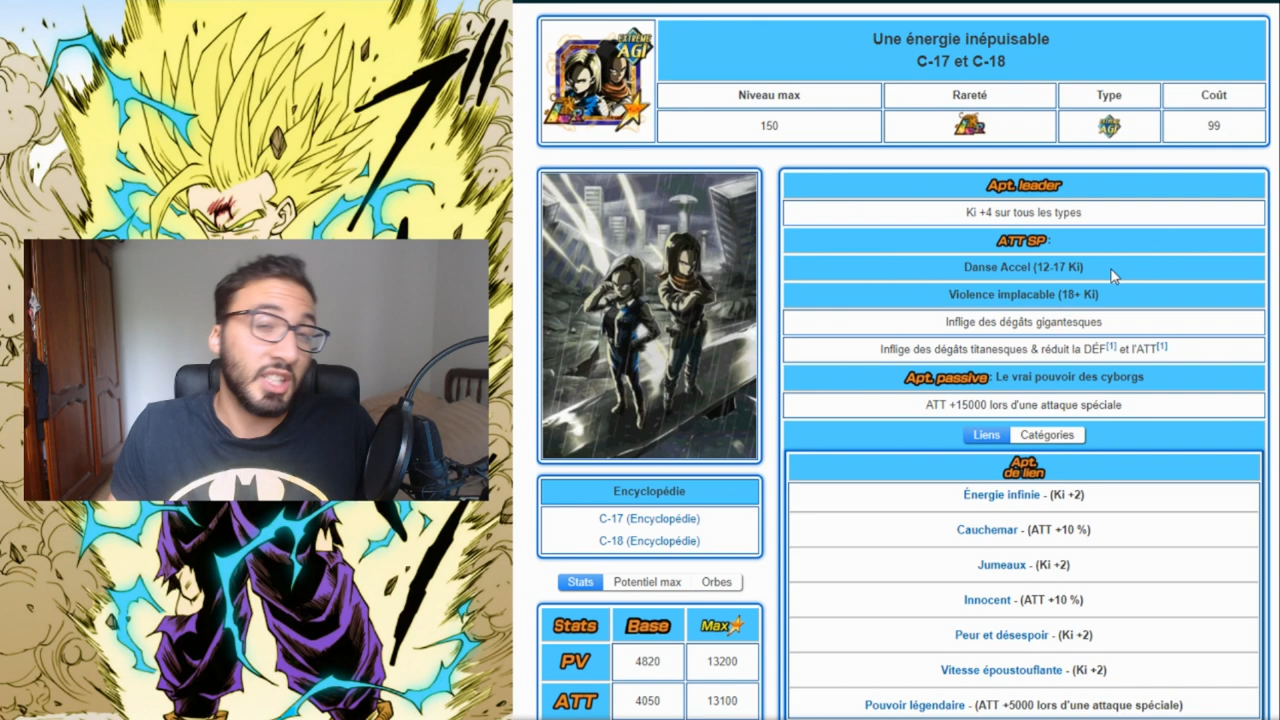 EXTRÊME
AGI
Une énergie inépuisable
C-17 et C-18
Niveau max
Rareté
Type
Coût
150
LR
EXTRÊME
AGI
99
Apt. leader
Ki +4 sur tous les types
ATT SP:
Danse Accel (12-17 Ki)
Violence implacable (18+ Ki)
Inflige des dégâts gigantesques
Inflige des dégâts titanesques & réduit la DÉF[1] et l'ATT[1]
Apt. passive: Le vrai pouvoir des cyborgs
ATT +15000 lors d'une attaque spéciale
Liens
Catégories
Apt.
de lien
Énergie infinie - (Ki +2)
Cauchemar - (ATT +10 %)
Jumeaux - (Ki +2)
Innocent - (ATT +10 %)
Peur et désespoir - (Ki +2)
Vitesse époustouflante - (Ki +2)
Pouvoir légendaire - (ATT +5000 lors d'une attaque spéciale)
Encyclopédie
C-17 (Encyclopédie)
C-18 (Encyclopédie)
Stats
Potentiel max
Orbes
Stats
Base
Max
PV
4820
13200
ATT
4050
13100